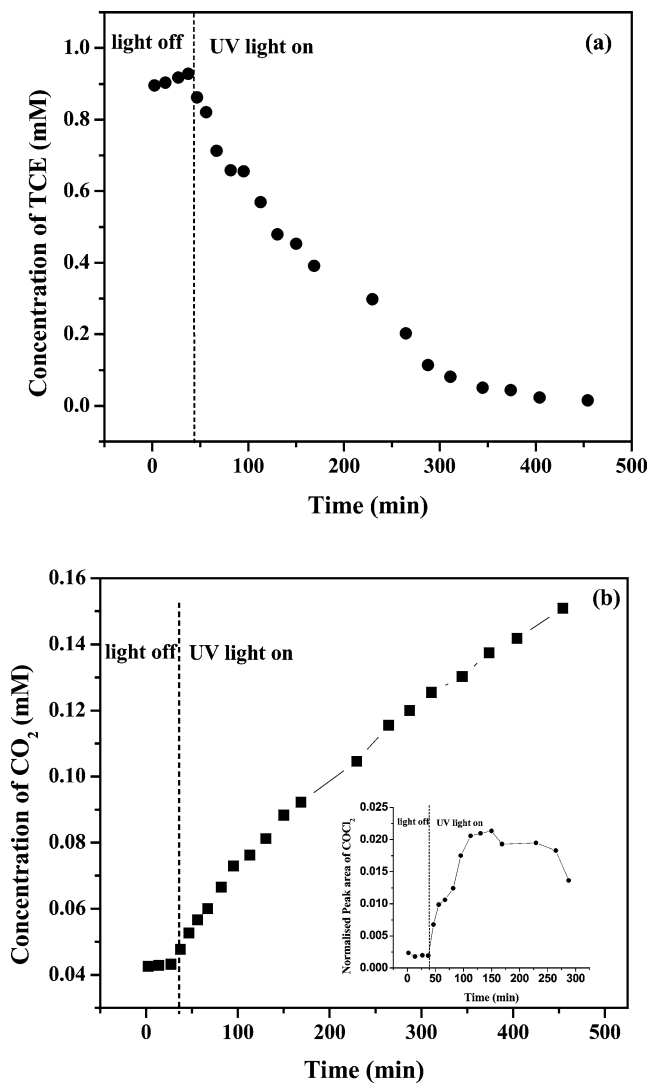 (a)
light off
UV light on
1.0
0.8
0.6
0.4
0.2
0.0
Concentration of TCE (mM)
0 100 200 300 400 500
Time (min)
(b)
0.16
0.14
0.12
0.10
0.08
0.06
0.04
Concentration of CO2 (mM)
light off
UV light on
0.025
0.020
0.015
0.010
0.005
0.000
Normalised Peak area of COCl2
light off
UV light on
0 50 100 150 200 250 300
Time (min)
0 100 200 300 400 500
Time (min)